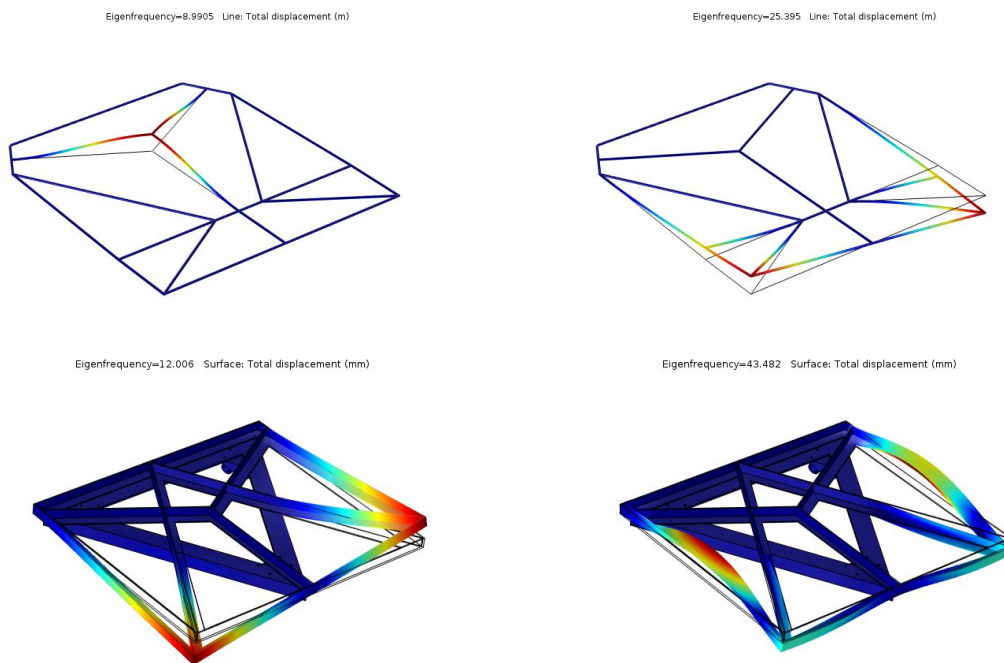 Eigenfrequency=8.9905 Line: Total displacement (m)
Eigenfrequency=25.395 Line: Total displacement (m)
Eigenfrequency=12.006 Surface: Total displacement (mm)
Eigenfrequency=43.482 Surface: Total displacement (mm)